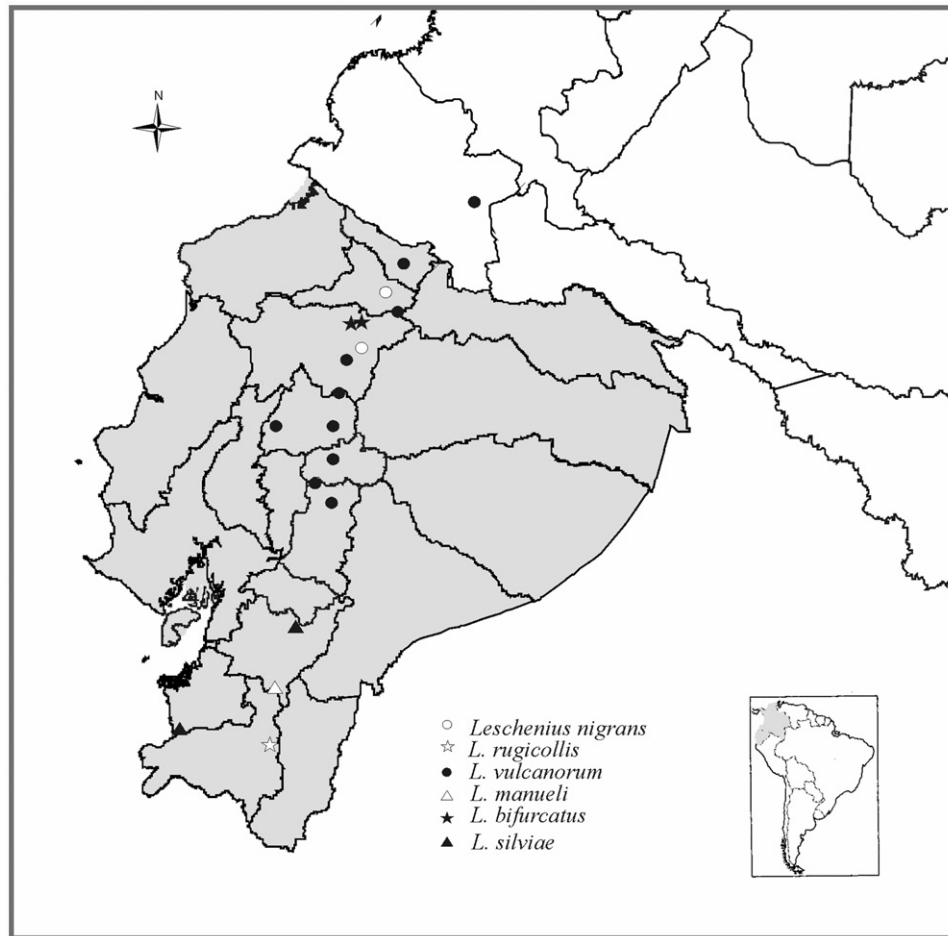 N
Leschenius nigrans
L. rugicollis
L. vulcanorum
L. manueli
L. bifurcatus
L. silviae